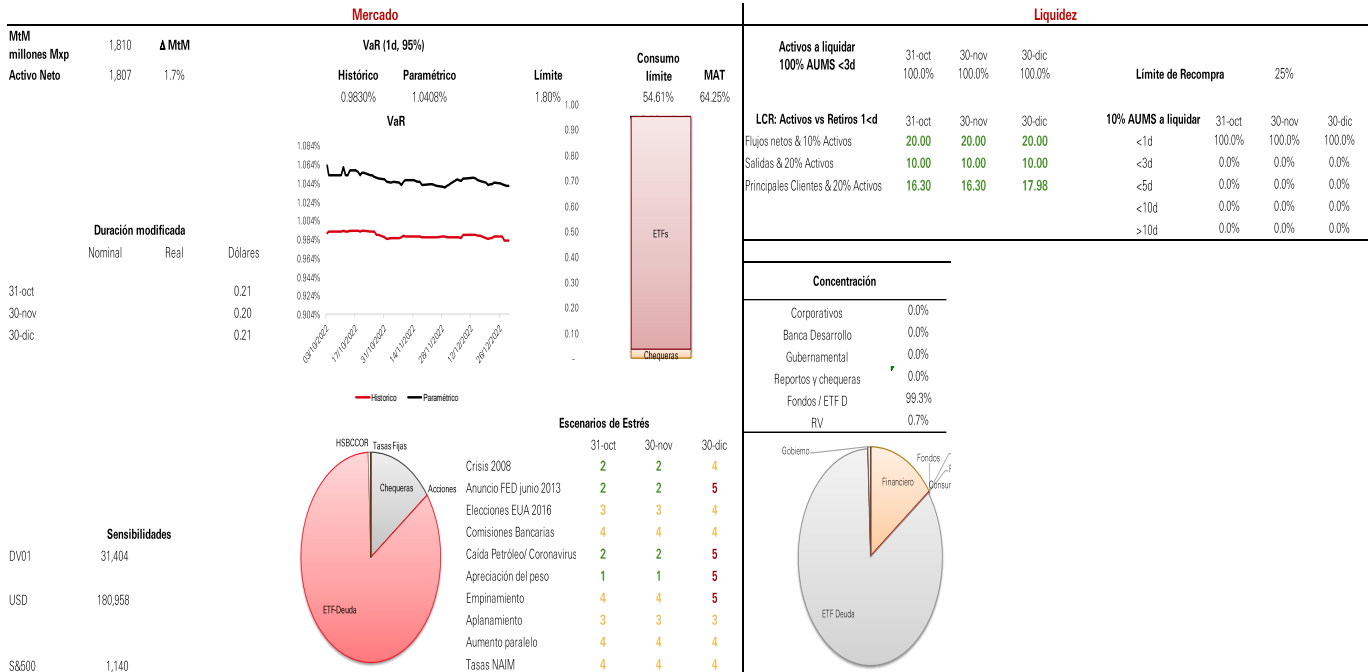 Mercado
MtM
millones Mxp 1,810 Δ MtM
Activo Neto 1,807 1.7%
VaR (1d, 95%)
Histórico Paramétrico Límite Consumo límite MAT
0.9830% 1.0408% 1.80% 54.61% 64.25%
VaR
1.084%
1.064%
1.044%
1.024%
1.004%
0.984%
0.964%
0.944%
0.924%
0.904%
03/10/2022 17/10/2022 31/10/2022 14/11/2022 28/11/2022 12/12/2022 26/12/2022
Historico Paramétrico
1.00
0.90
0.80
0.70
0.60
0.50
0.40
0.30
0.20
0.10
-
ETFs
Chequeras
Duración modificada
Nominal Real Dólares
31-oct 0.21
30-nov 0.20
30-dic 0.21
Sensibilidades
DV01 31,404
USD 180,958
S&500 1,140
HSBCCOR Tasas Fijas
Chequeras
Acciones
ETF-Deuda
Escenarios de Estrés
31-oct 30-nov 30-dic
Crisis 2008 2 2 4
Anuncio FED junio 2013 2 2 5
Elecciones EUA 2016 3 3 4
Comisiones Bancarias 4 4 4
Caída Petróleo/ Coronavirus 2 2 5
Apreciación del peso 1 1 5
Empinamiento 4 4 5
Aplanamiento 3 3 3
Aumento paralelo 4 4 4
Tasas NAIM 4 4 4
Liquidez
Activos a liquidar
100% AUMS <3d
31-oct 30-nov 30-dic
100.0% 100.0% 100.0%
Límite de Recompra 25%
LCR: Activos vs Retiros 1<d 31-oct 30-nov 30-dic
Flujos netos & 10% Activos 20.00 20.00 20.00
Salidas & 20% Activos 10.00 10.00 10.00
Principales Clientes & 20% Activos 16.30 16.30 17.98
10% AUMS a liquidar 31-oct 30-nov 30-dic
<1d 100.0% 100.0% 100.0%
<3d 0.0% 0.0% 0.0%
<5d 0.0% 0.0% 0.0%
<10d 0.0% 0.0% 0.0%
>10d 0.0% 0.0% 0.0%
Concentración
Corporativos 0.0%
Banca Desarrollo 0.0%
Gubernamental 0.0%
Reportos y chequeras 0.0%
Fondos / ETF D 99.3%
RV 0.7%
Gobierno
Financiero
Fondos
Consur
ETF Deuda